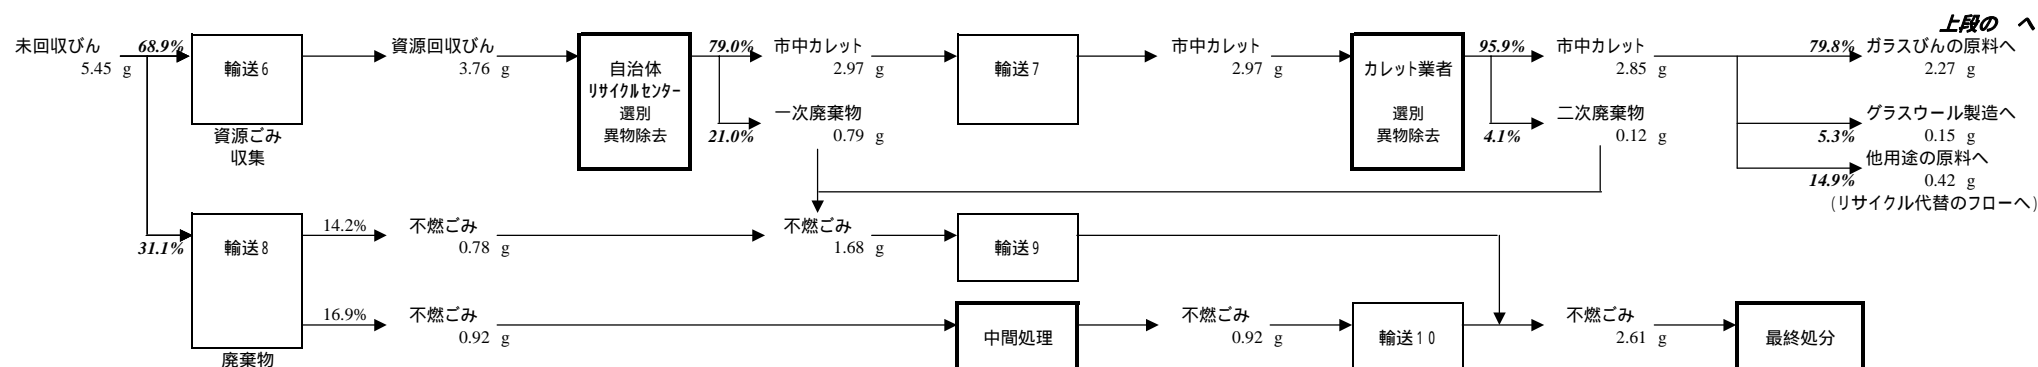 上段の　へ
未回収びん
5.45 g
68.9%
輸送6
資源ごみ
収集
資源回収びん
3.76 g
自治体
リサイクルセンター
選別
異物除去
79.0%
市中カレット
2.97 g
21.0%
一次廃棄物
0.79 g
輸送7
市中カレット
2.97 g
カレット業者
選別
異物除去
95.9%
市中カレット
2.85 g
4.1%
二次廃棄物
0.12 g
79.8%
ガラスびんの原料へ
2.27 g
5.3%
グラスウール製造へ
0.15 g
14.9%
他用途の原料へ
0.42 g
(リサイクル代替のフローへ)
31.1%
輸送8
廃棄物
14.2%
不燃ごみ
0.78 g
不燃ごみ
1.68 g
輸送9
16.9%
不燃ごみ
0.92 g
中間処理
不燃ごみ
0.92 g
輸送10
不燃ごみ
2.61 g
最終処分